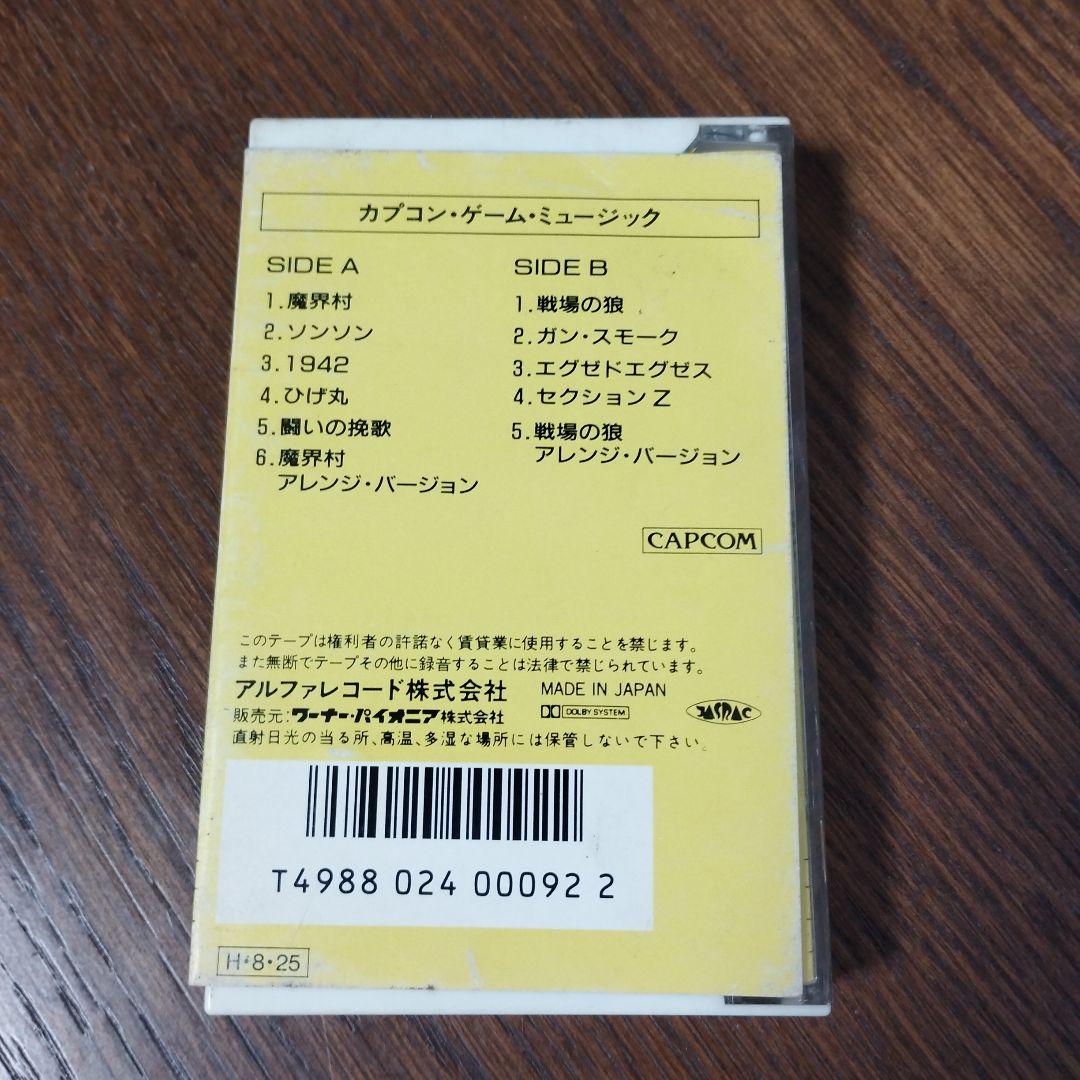 カプコン・ゲーム・ミュージック
SIDE A
1.魔界村
2.ソンソン
3.1942
4.ひげ丸
5.闘いの挽歌
6.魔界村
アレンジ・バージョン
SIDE B
1.戦場の狼
2.ガン・スモーク
3.エグゼドエグゼス
4.セクションZ
5.戦場の狼
アレンジ・バージョン
CAPCOM
このテープは権利者の許諾なく賃貸業に使用することを禁じます。
また無断でテープその他に録音することは法律で禁じられています。
アルファレコード株式会社 MADE IN JAPAN
販売元:ワーナー・パイオニア株式会社 DOLBY SYSTEM JASRAC
直射日光の当る所、高温、多湿な場所には保管しないで下さい。
T4988 024 00092 2
H・8・25